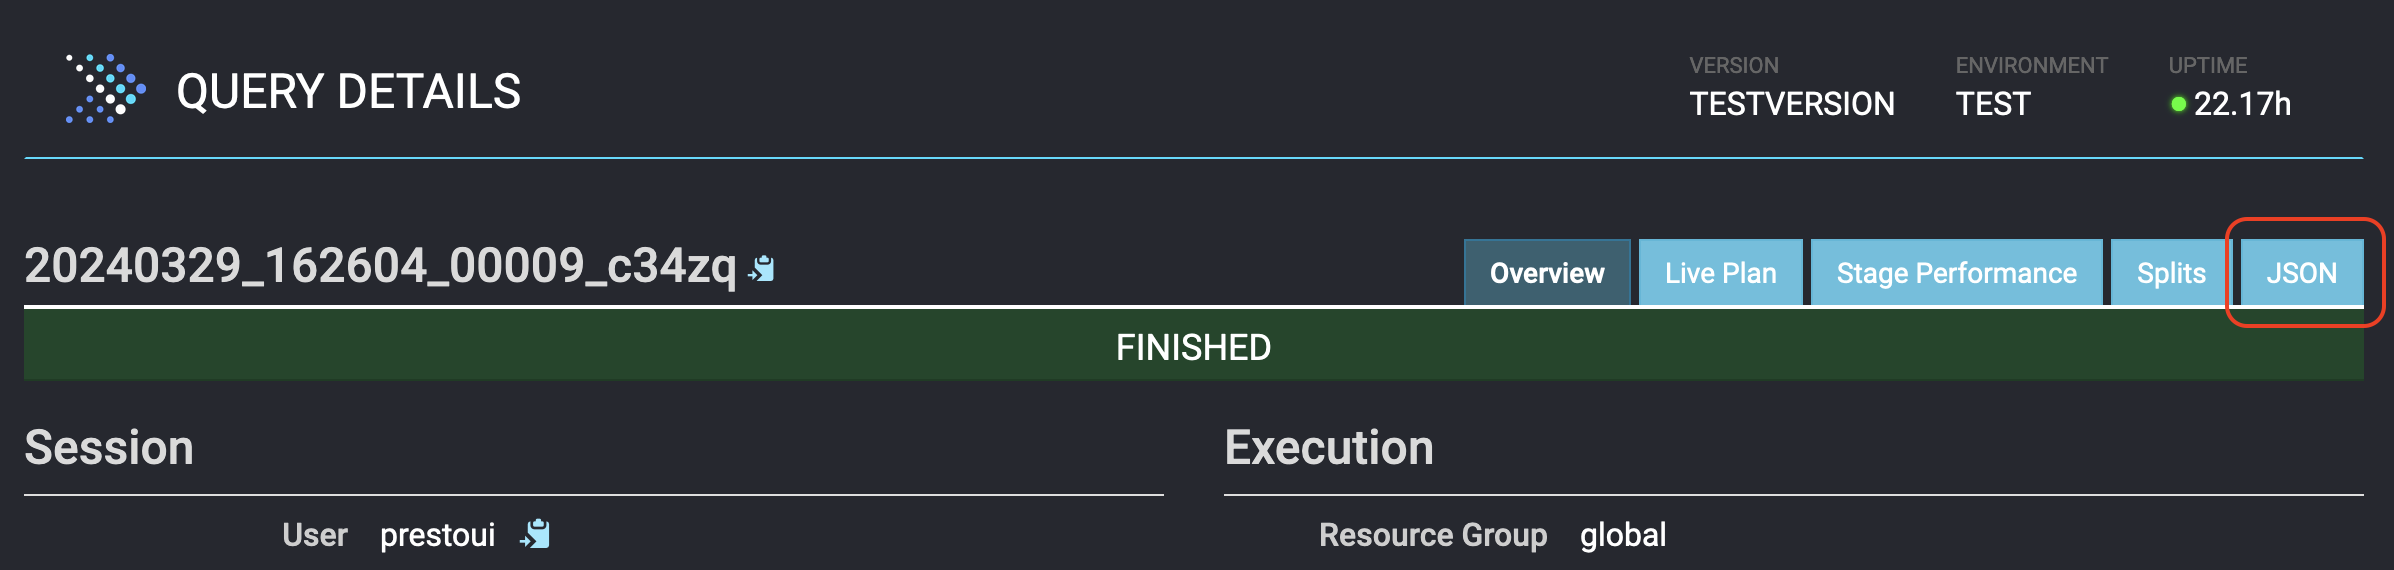 QUERY DETAILS
VERSION
TESTVERSION
ENVIRONMENT
TEST
UPTIME
22.17h
20240329_162604_00009_c34zq
Overview
Live Plan
Stage Performance
Splits
JSON
FINISHED
Session
User prestoui
Execution
Resource Group global